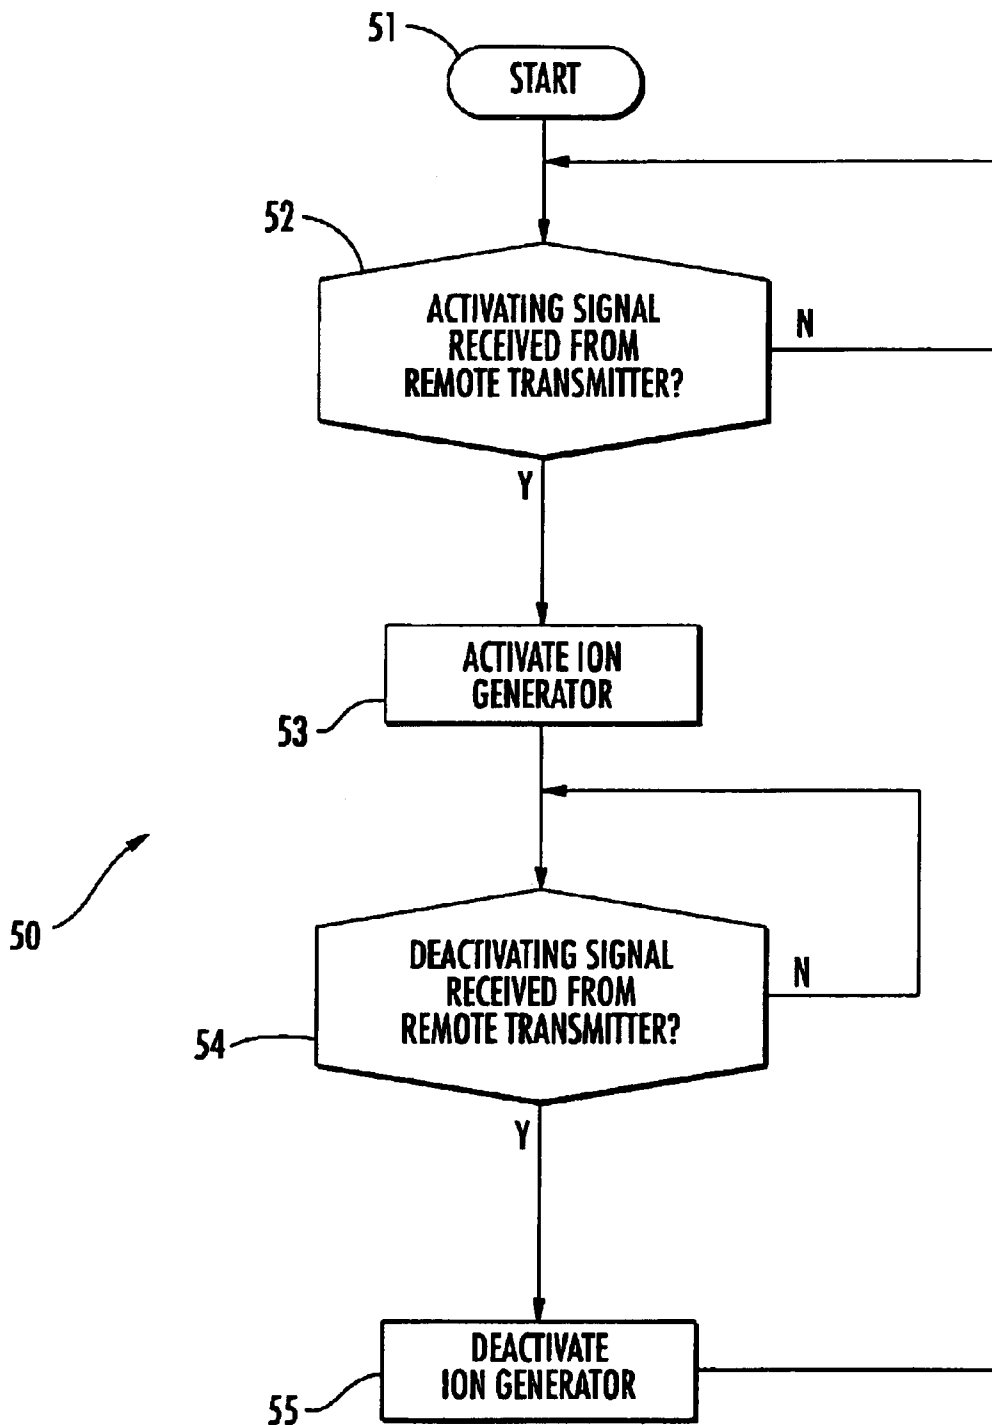 51
START
52
ACTIVATING SIGNAL
RECEIVED FROM
REMOTE TRANSMITTER?
N
Y
ACTIVATE ION
GENERATOR
53
50
DEACTIVATING SIGNAL
RECEIVED FROM
REMOTE TRANSMITTER?
N
54
Y
DEACTIVATE
ION GENERATOR
55